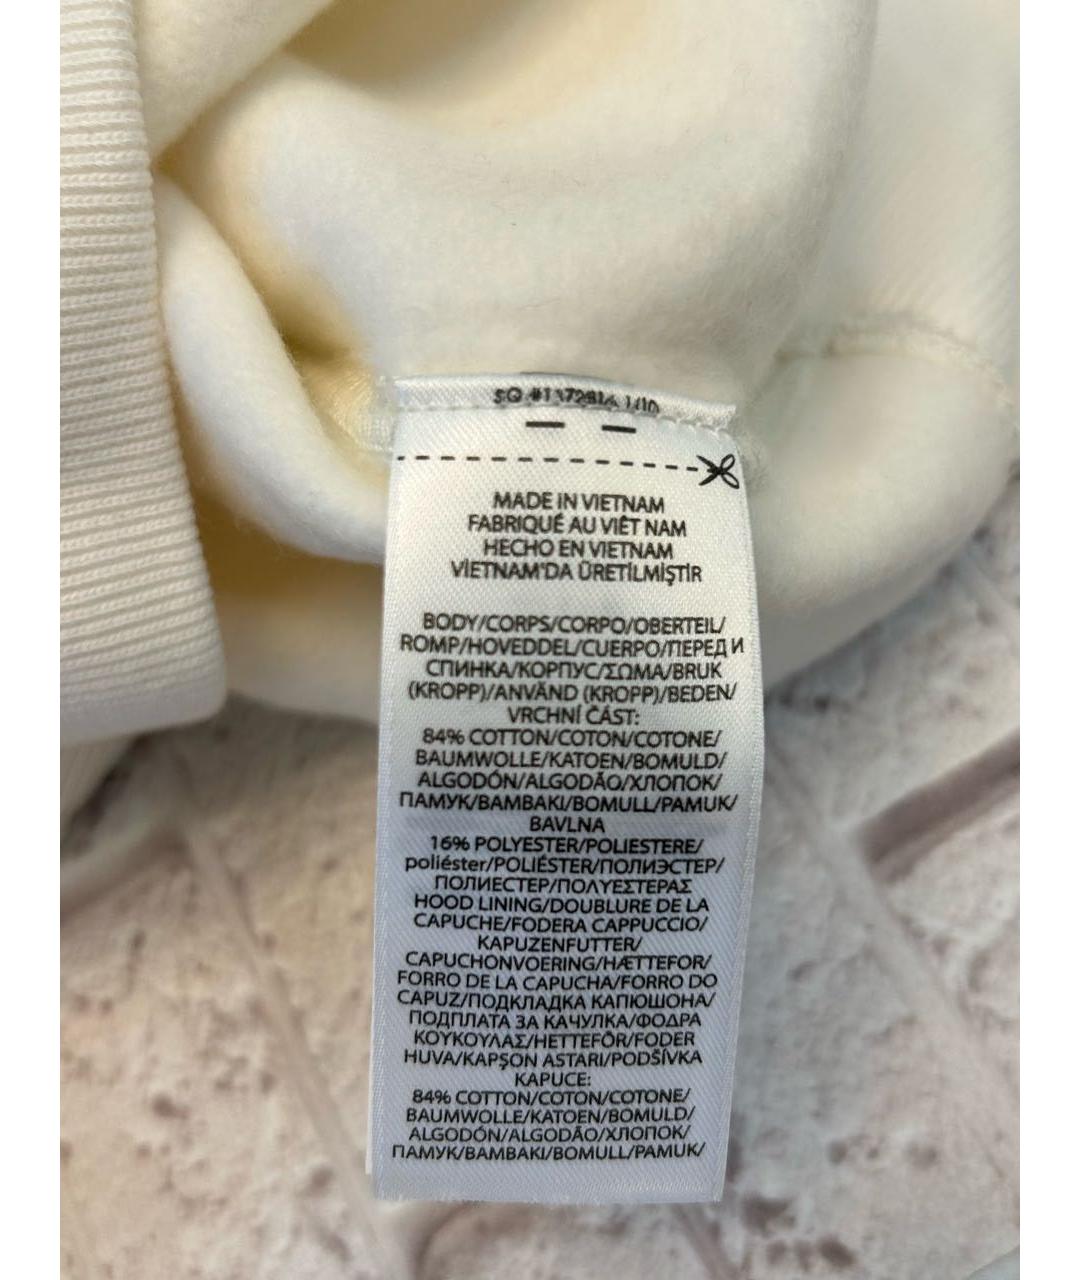 MADE IN VIETNAM
FABRIQUÉ AU VIÊT NAM
HECHO EN VIETNAM
VİETNAM'DA ÜRETİLMİŞTİR
BODY/CORPS/CORPO/OBERTEIL/
ROMP/HOVEDDEL/CUERPO/ПЕРЕД И
СПИНКА/КОРПУС/ΣΩΜΑ/BRUK
(KROPP)/ANVÄND (KROPP)/BEDEN/
VRCHNÍ ČÁST:
84% COTTON/COTON/COTONE/
BAUMWOLLE/KATOEN/BOMULD/
ALGODÓN/ALGODÃO/ХЛОПОК/
ПАМУК/ΒΑΜΒΑΚΙ/BOMULL/PAMUK/
BAVLNA
16% POLYESTER/POLIESTERE/
poliéster/POLIÉSTER/ПОЛИЭСТЕР/
ПОЛИЕСТЕР/ΠΟΛΥΕΣΤΕΡΑΣ
HOOD LINING/DOUBLURE DE LA
CAPUCHE/FODERA CAPPUCCIO/
KAPUZENFUTTER/
CAPUCHONVOERING/HÆTTEFOR/
FORRO DE LA CAPUCHA/FORRO DO
CAPUZ/ПОДКЛАДКА КАПЮШОНА/
ПОДПЛАТА ЗА КАЧУЛКА/ΦΟΔΡΑ
ΚΟΥΚΟΥΛΑΣ/HETTEFÔR/FODER
HUVA/KAPŞON ASTARI/PODŠÍVKA
KAPUCE:
84% COTTON/COTON/COTONE/
BAUMWOLLE/KATOEN/BOMULD/
ALGODÓN/ALGODÃO/ХЛОПОК/
ПАМУК/ΒΑΜΒΑΚΙ/BOMULL/PAMUK/